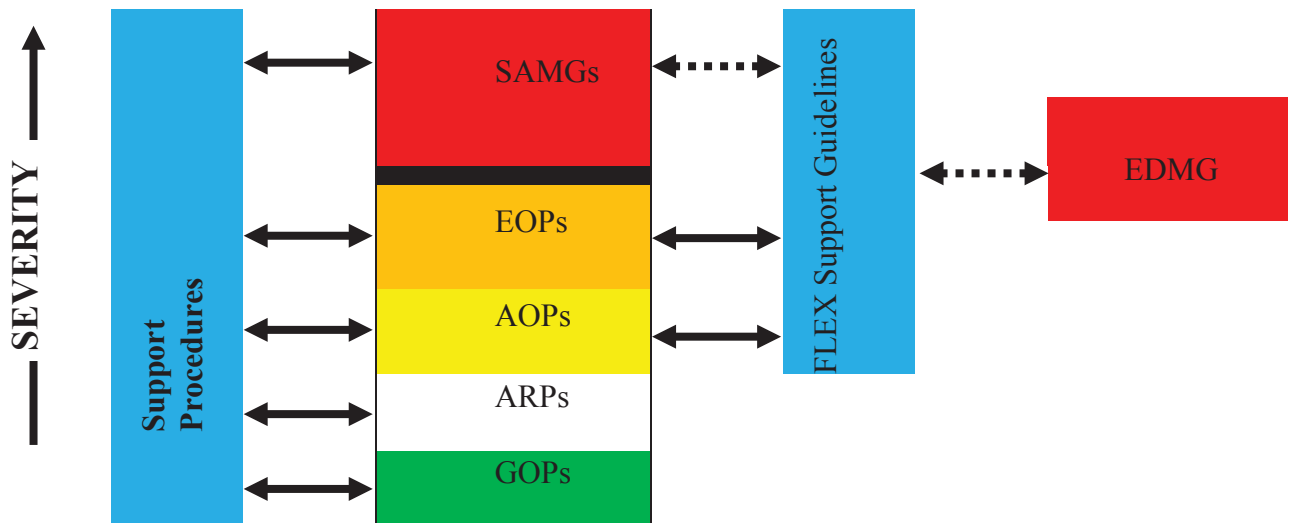 SEVERITY
Support
Procedures
SAMGs
EOPs
AOPs
ARPs
GOPs
FLEX Support Guidelines
EDMG